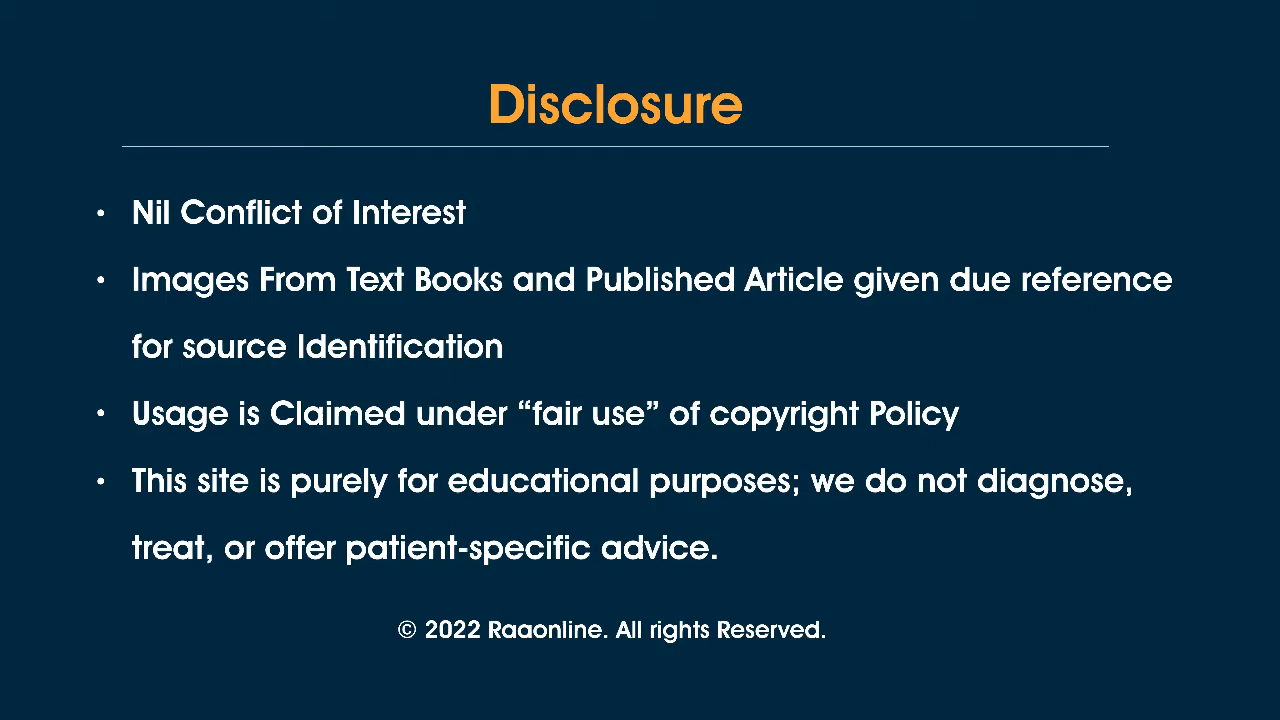 Disclosure
• Nil Conflict of Interest
• Images From Text Books and Published Article given due reference
for source Identification
• Usage is Claimed under “fair use” of copyright Policy
• This site is purely for educational purposes; we do not diagnose,
treat, or offer patient-specific advice.
© 2022 Raaonline. All rights Reserved.